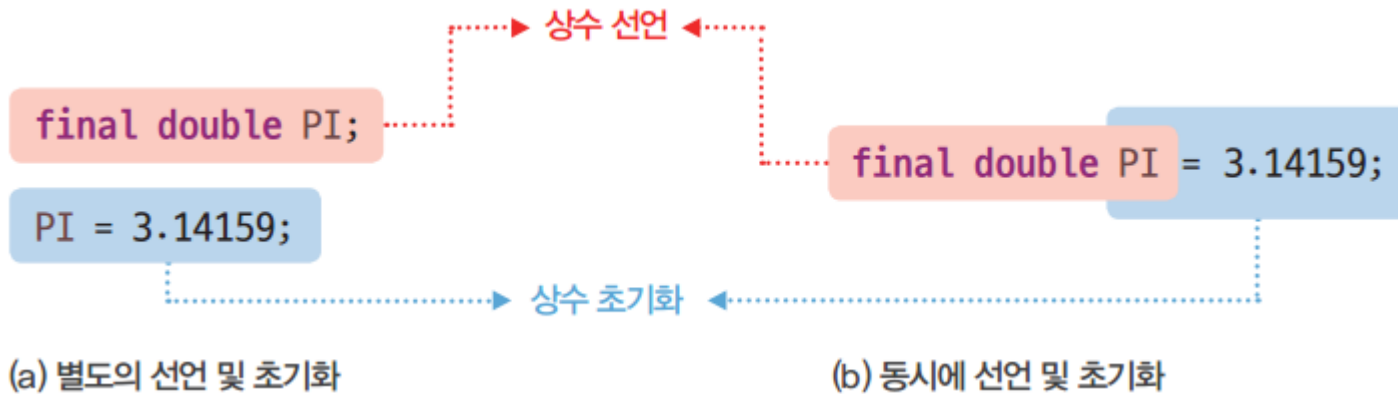 상수 선언
final double PI;
final double PI = 3.14159;
PI = 3.14159;
상수 초기화
(a) 별도의 선언 및 초기화
(b) 동시에 선언 및 초기화